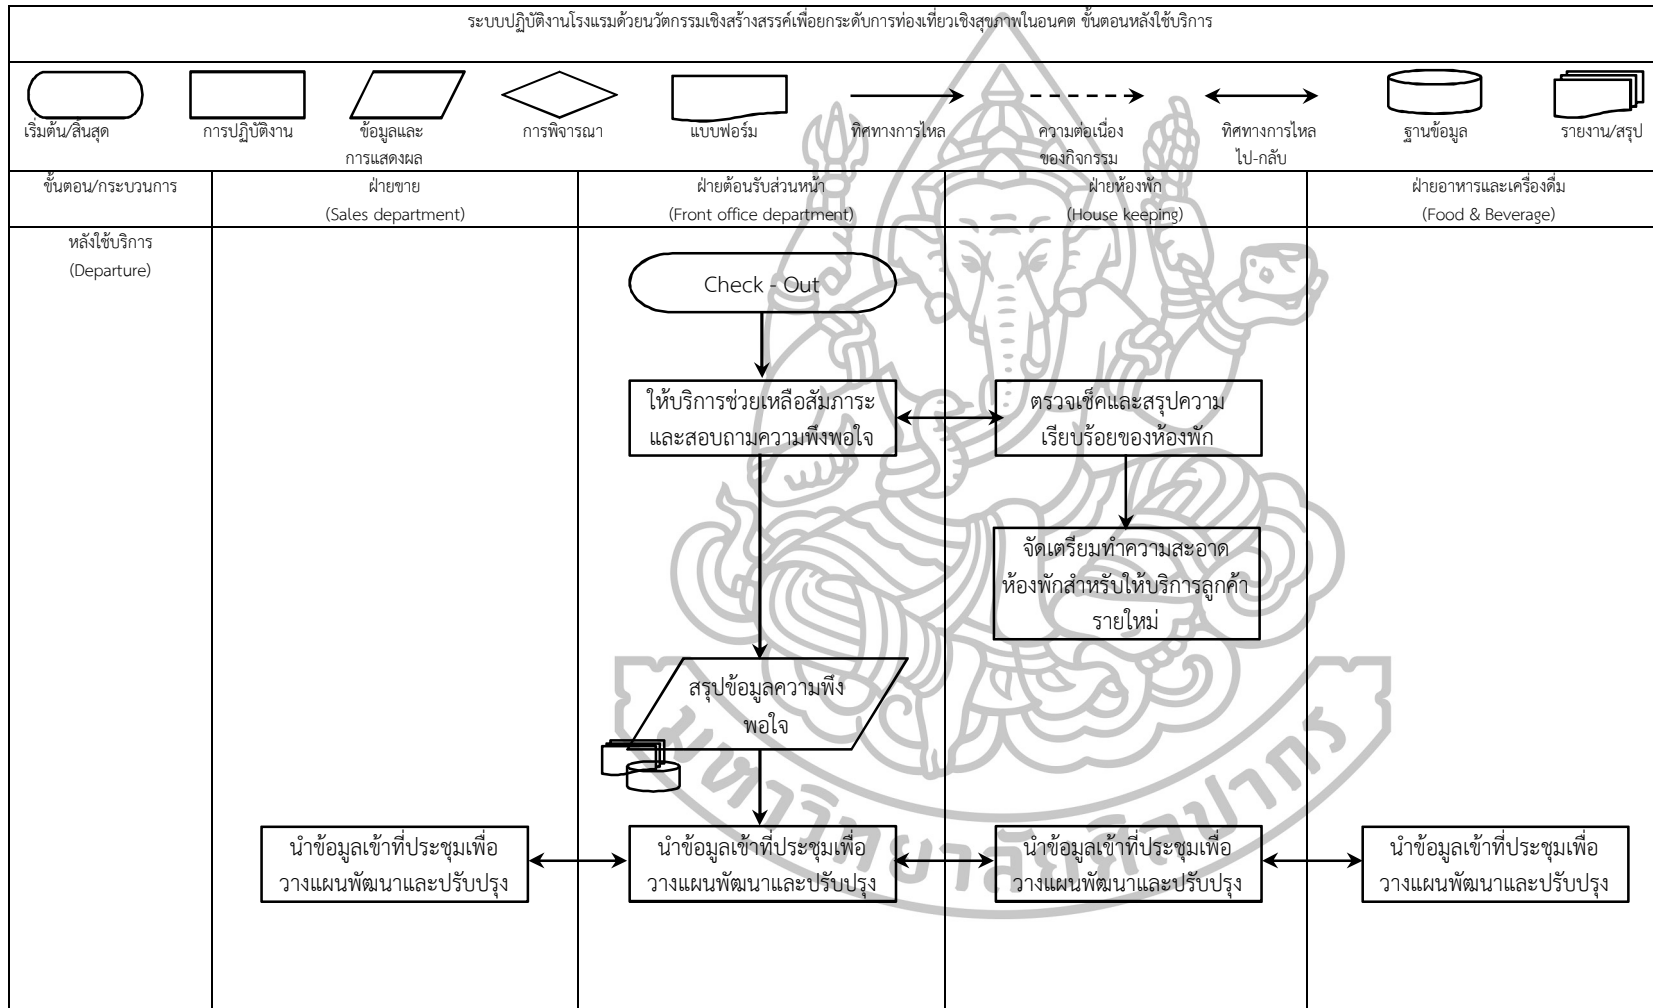 ระบบปฏิบัติงานโรงแรมด้วยนวัตกรรมเชิงสร้างสรรค์เพื่อยกระดับการท่องเที่ยวเชิงสุขภาพในอนคต ขั้นตอนหลังใช้บริการ
เริ่มต้น/สิ้นสุด
การปฏิบัติงาน
ข้อมูลและ
การแสดงผล
การพิจารณา
แบบฟอร์ม
ทิศทางการไหล
ความต่อเนื่อง
ของกิจกรรม
ทิศทางการไหล
ไป-กลับ
ฐานข้อมูล
รายงาน/สรุป
ขั้นตอน/กระบวนการ
ฝ่ายขาย
(Sales department)
ฝ่ายต้อนรับส่วนหน้า
(Front office department)
ฝ่ายห้องพัก
(House keeping)
ฝ่ายอาหารและเครื่องดื่ม
(Food & Beverage)
หลังใช้บริการ
(Departure)
Check - Out
ให้บริการช่วยเหลือสัมภาระ
และสอบถามความพึงพอใจ
ตรวจเช็คและสรุปความ
เรียบร้อยของห้องพัก
จัดเตรียมทำความสะอาด
ห้องพักสำหรับให้บริการลูกค้า
รายใหม่
สรุปข้อมูลความพึง
พอใจ
นำข้อมูลเข้าที่ประชุมเพื่อ
วางแผนพัฒนาและปรับปรุง
นำข้อมูลเข้าที่ประชุมเพื่อ
วางแผนพัฒนาและปรับปรุง
นำข้อมูลเข้าที่ประชุมเพื่อ
วางแผนพัฒนาและปรับปรุง
นำข้อมูลเข้าที่ประชุมเพื่อ
วางแผนพัฒนาและปรับปรุง
มหาวิทยาลัยศิลปากร